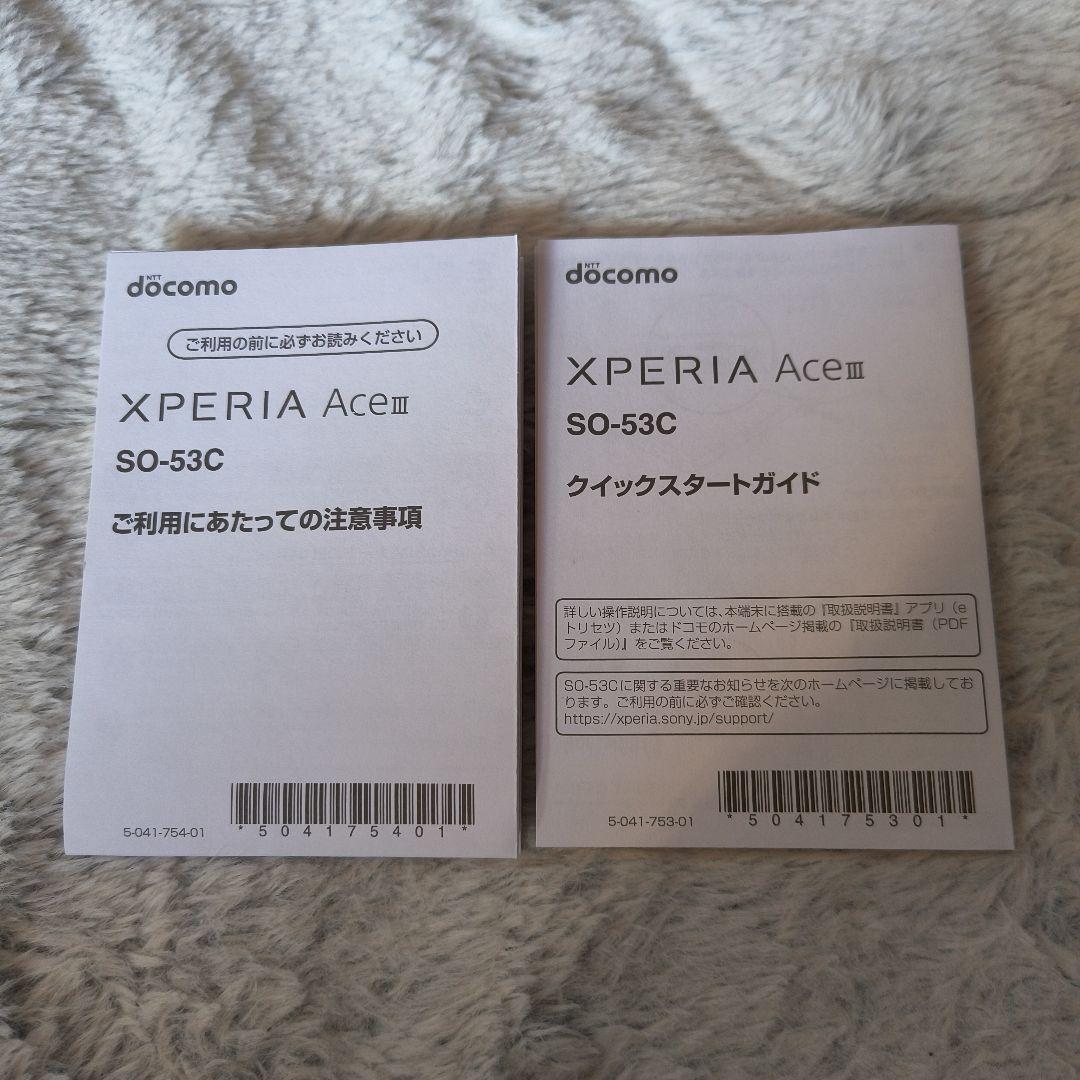 NTT
docomo
ご利用の前に必ずお読みください
XPERIA Ace III
SO-53C
ご利用にあたっての注意事項
5-041-754-01
*504175401*
NTT
docomo
XPERIA Ace III
SO-53C
クイックスタートガイド
詳しい操作説明については、本端末に搭載の『取扱説明書』アプリ（e
トリセツ）またはドコモのホームページ掲載の『取扱説明書（PDF
ファイル）』をご覧ください。
SO-53Cに関する重要なお知らせを次のホームページに掲載してお
ります。ご利用の前に必ずご確認ください。
https://xperia.sony.jp/support/
5-041-753-01
*504175301*